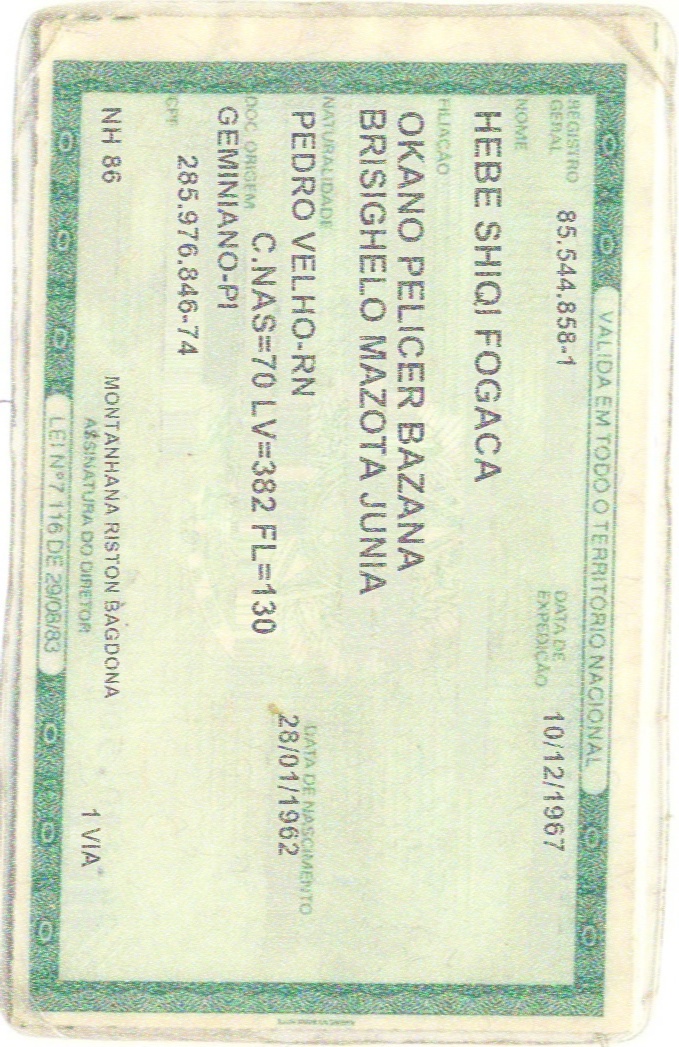 VÁLIDA EM TODO O TERRITÓRIO NACIONAL
REGISTRO GERAL 85.544.858-1 DATA DE EXPEDIÇÃO 10/12/1967
NOME
HEBE SHIQI FOGACA
FILIAÇÃO
OKANO PELICER BAZANA
BRISIGHELO MAZOTA JUNIA
NATURALIDADE DATA DE NASCIMENTO
PEDRO VELHO-RN 28/01/1962
DOC ORIGEM C.NAS=70 LV=382 FL=130
GEMINIANO-PI
CPF 285.976.846-74
NH 86 MONTANHANA RISTON BAGDONA 1 VIA
ASSINATURA DO DIRETOR
LEI Nº 7.116 DE 29/08/83